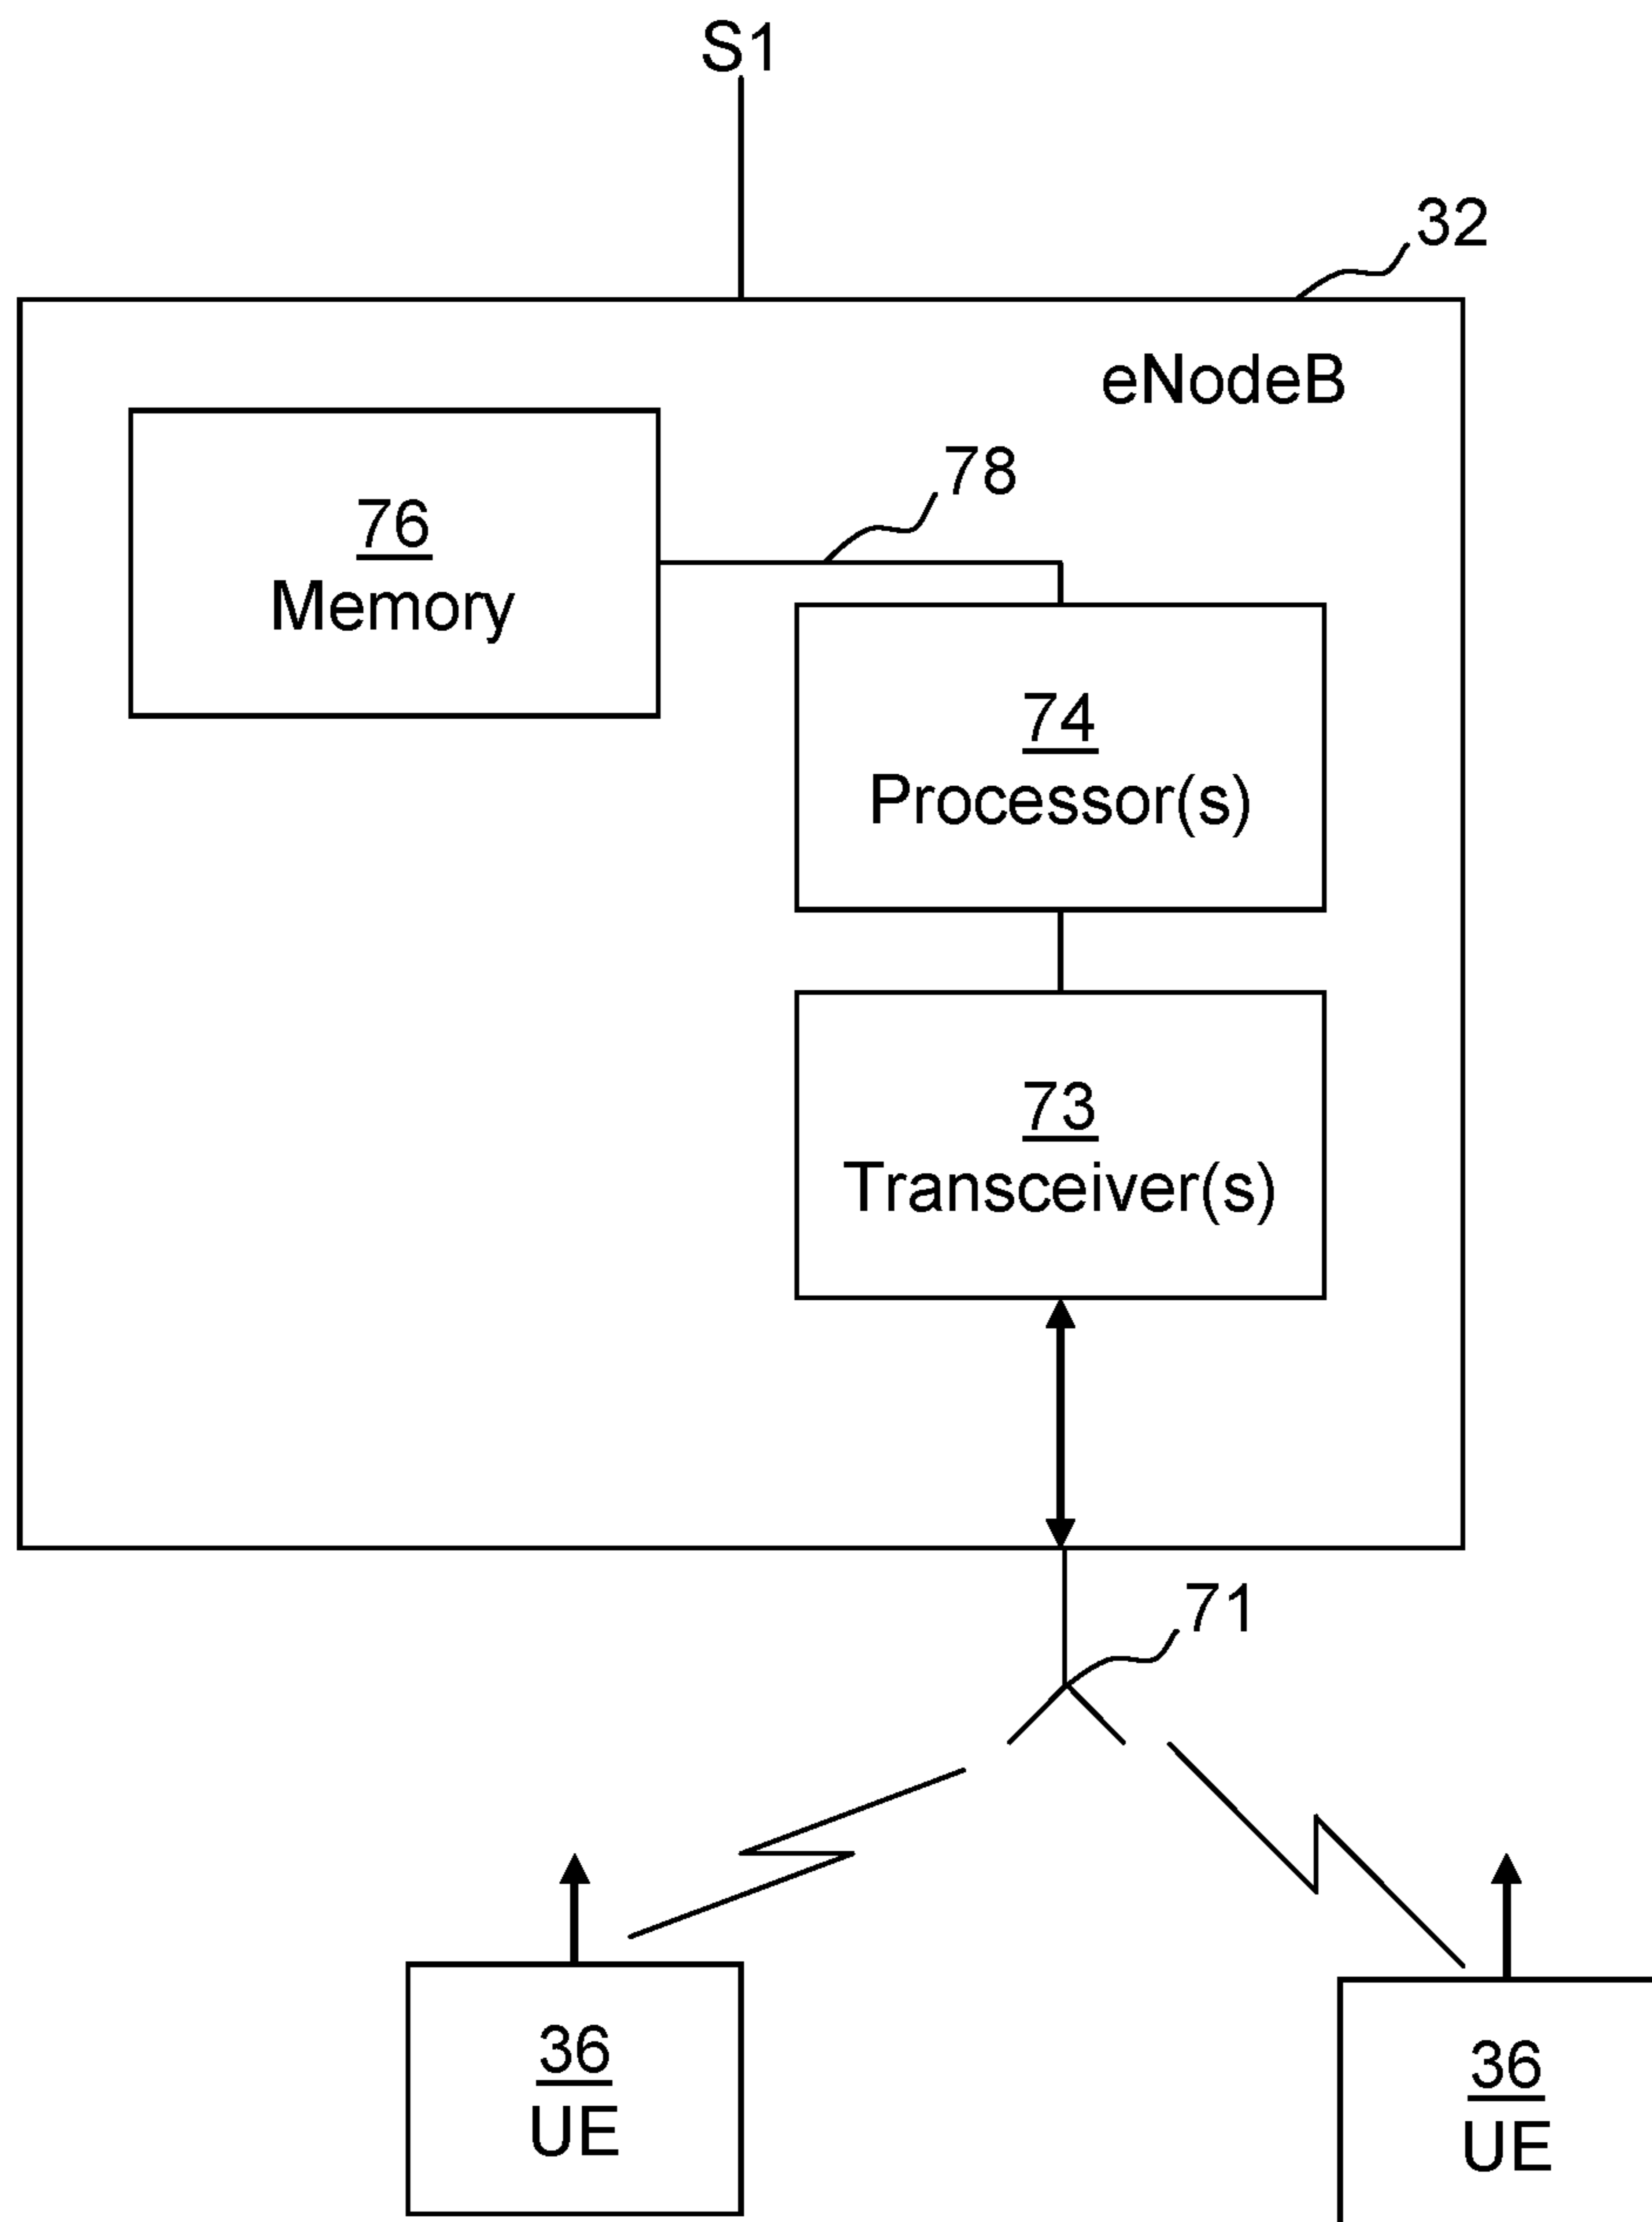 S1
32
eNodeB
78
76
Memory
74
Processor(s)
73
Transceiver(s)
71
36
UE
36
UE